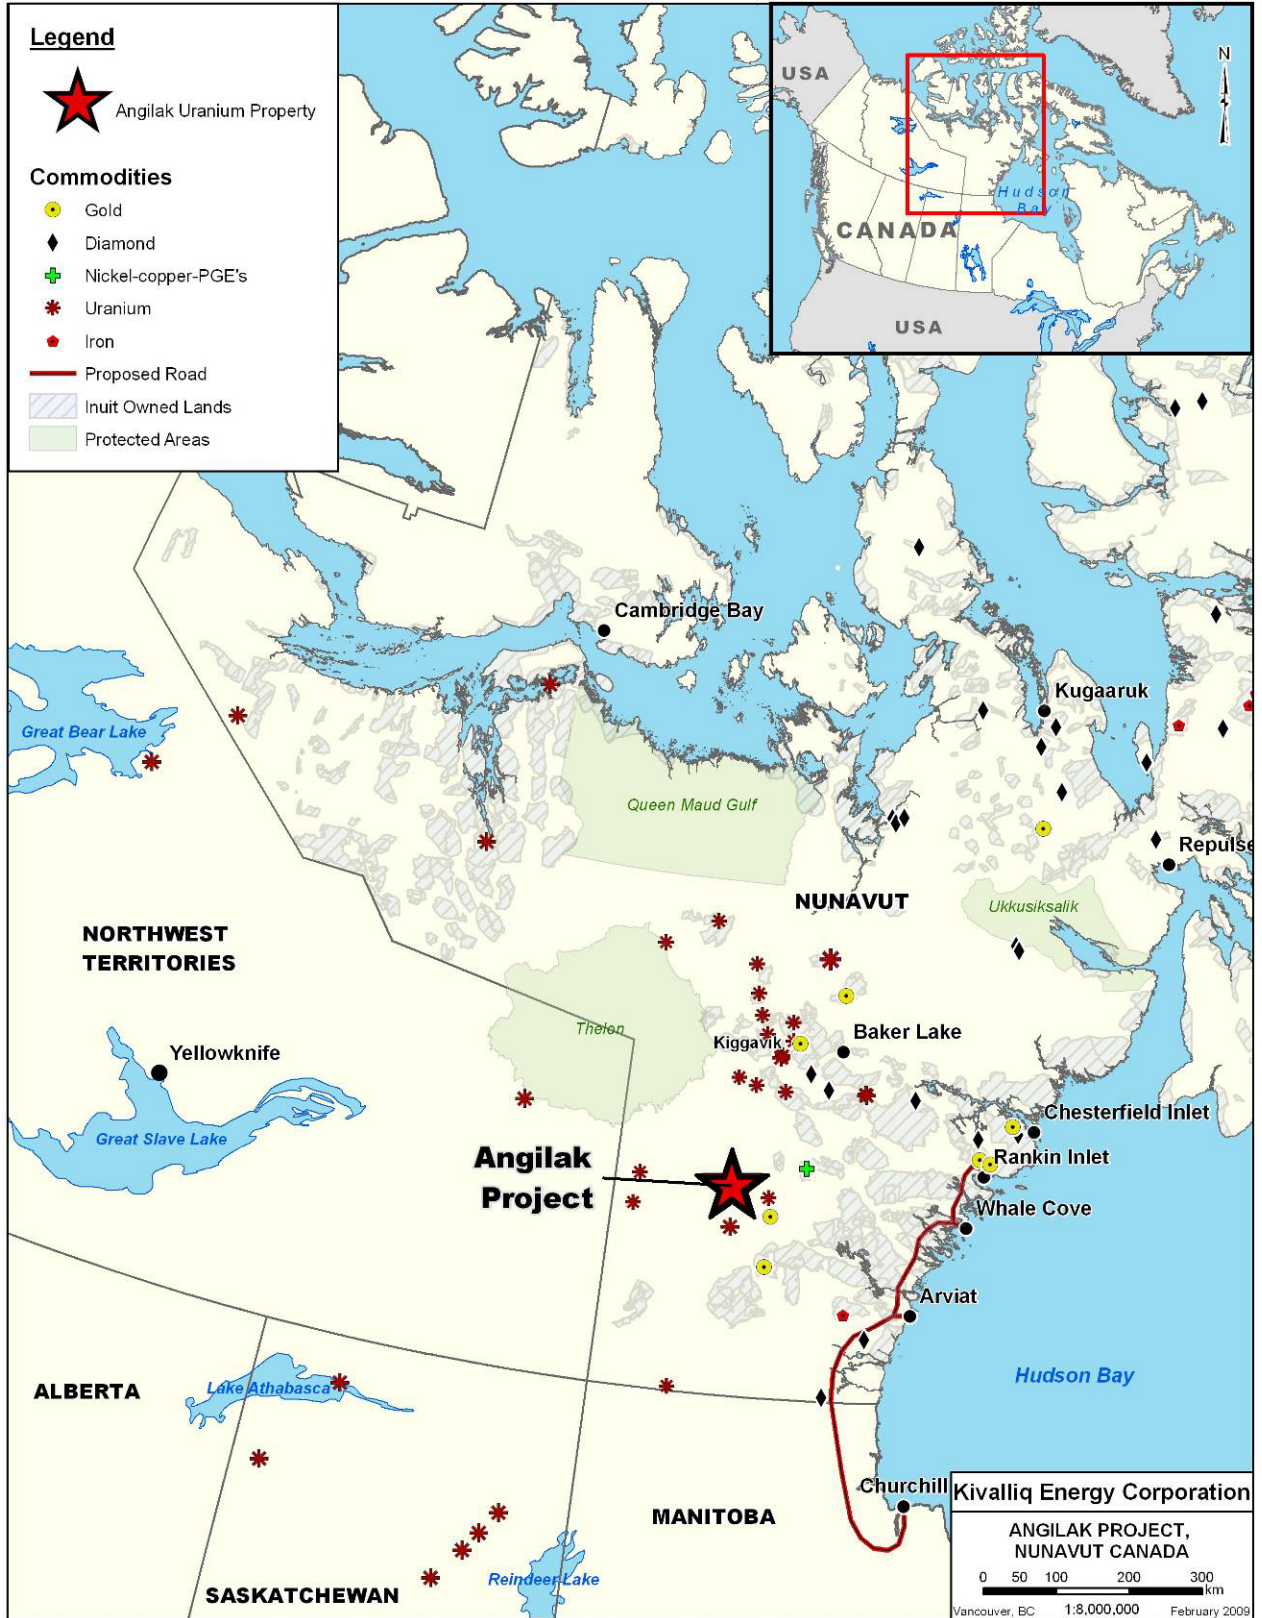 Legend
Angilak Uranium Property
Commodities
Gold
Diamond
Nickel-copper-PGE's
Uranium
Iron
Proposed Road
Inuit Owned Lands
Protected Areas
USA
N
Hudson
Bay
CANADA
USA
Cambridge Bay
Kugaaruk
Great Bear Lake
Queen Maud Gulf
Repulse
NUNAVUT
Ukkusiksalik
NORTHWEST
TERRITORIES
Thelon
Kiggavik
Baker Lake
Yellowknife
Great Slave Lake
Chesterfield Inlet
Angilak
Project
Rankin Inlet
Whale Cove
Arviat
ALBERTA
Lake Athabasca
Hudson Bay
Churchill
MANITOBA
SASKATCHEWAN
Reindeer Lake
Kivalliq Energy Corporation
ANGILAK PROJECT,
NUNAVUT CANADA
0 50 100 200 300
km
Vancouver, BC 1:8,000,000 February 2009